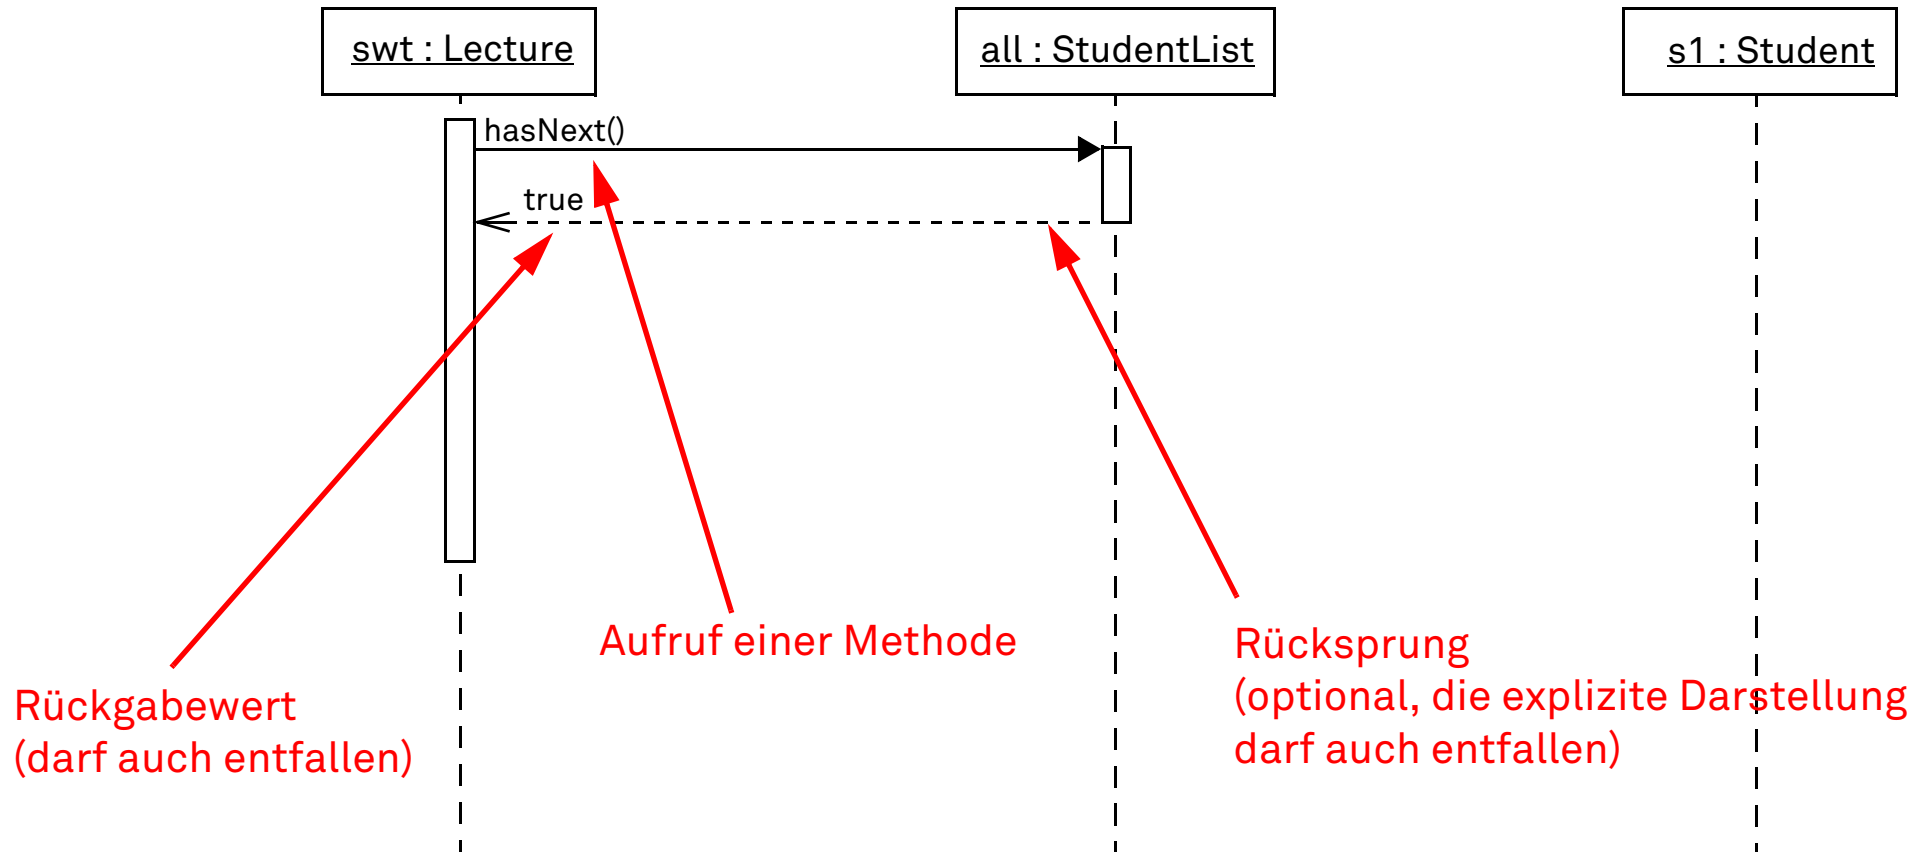 swt : Lecture
all : StudentList
s1 : Student
hasNext()
true
Aufruf einer Methode
Rücksprung
(optional, die explizite Darstellung
darf auch entfallen)
Rückgabewert
(darf auch entfallen)